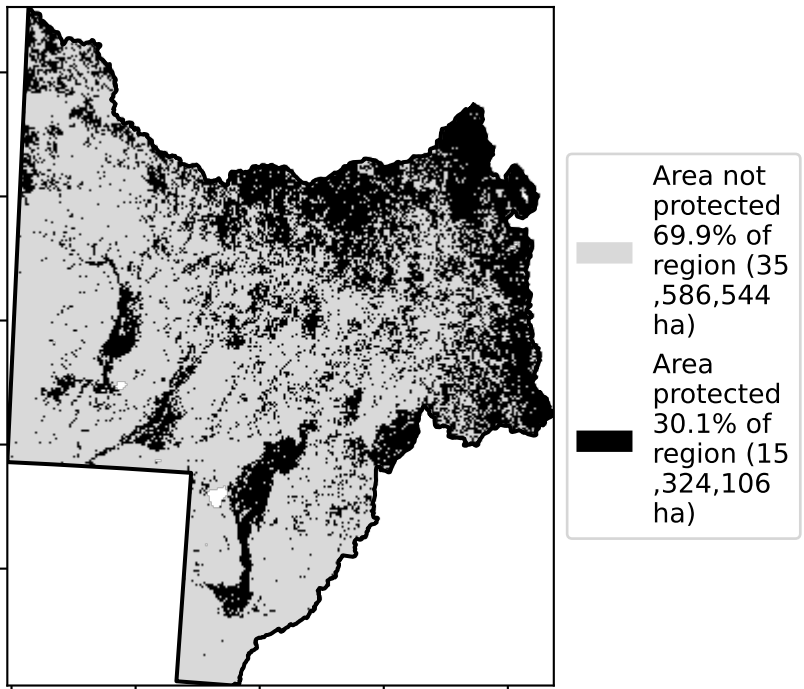 Area not
protected
69.9% of
region (35
,586,544
ha)
Area
protected
30.1% of
region (15
,324,106
ha)